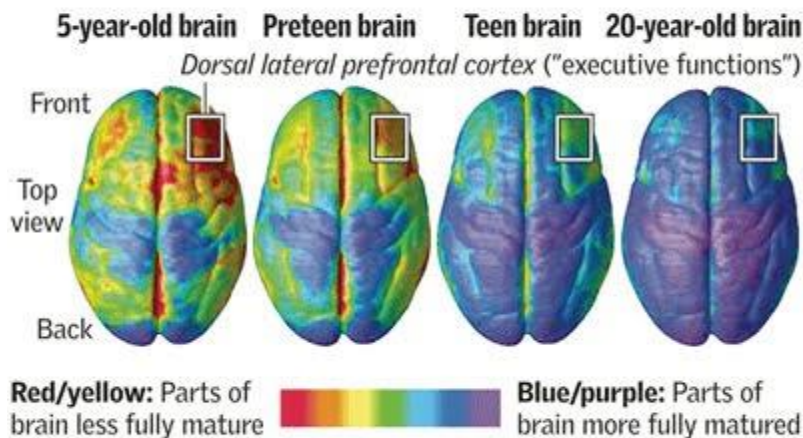 5-year-old brain Preteen brain Teen brain 20-year-old brain
Dorsal lateral prefrontal cortex ("executive functions")
Front
Top
view
Back
Red/yellow: Parts of
brain less fully mature
Blue/purple: Parts of
brain more fully matured